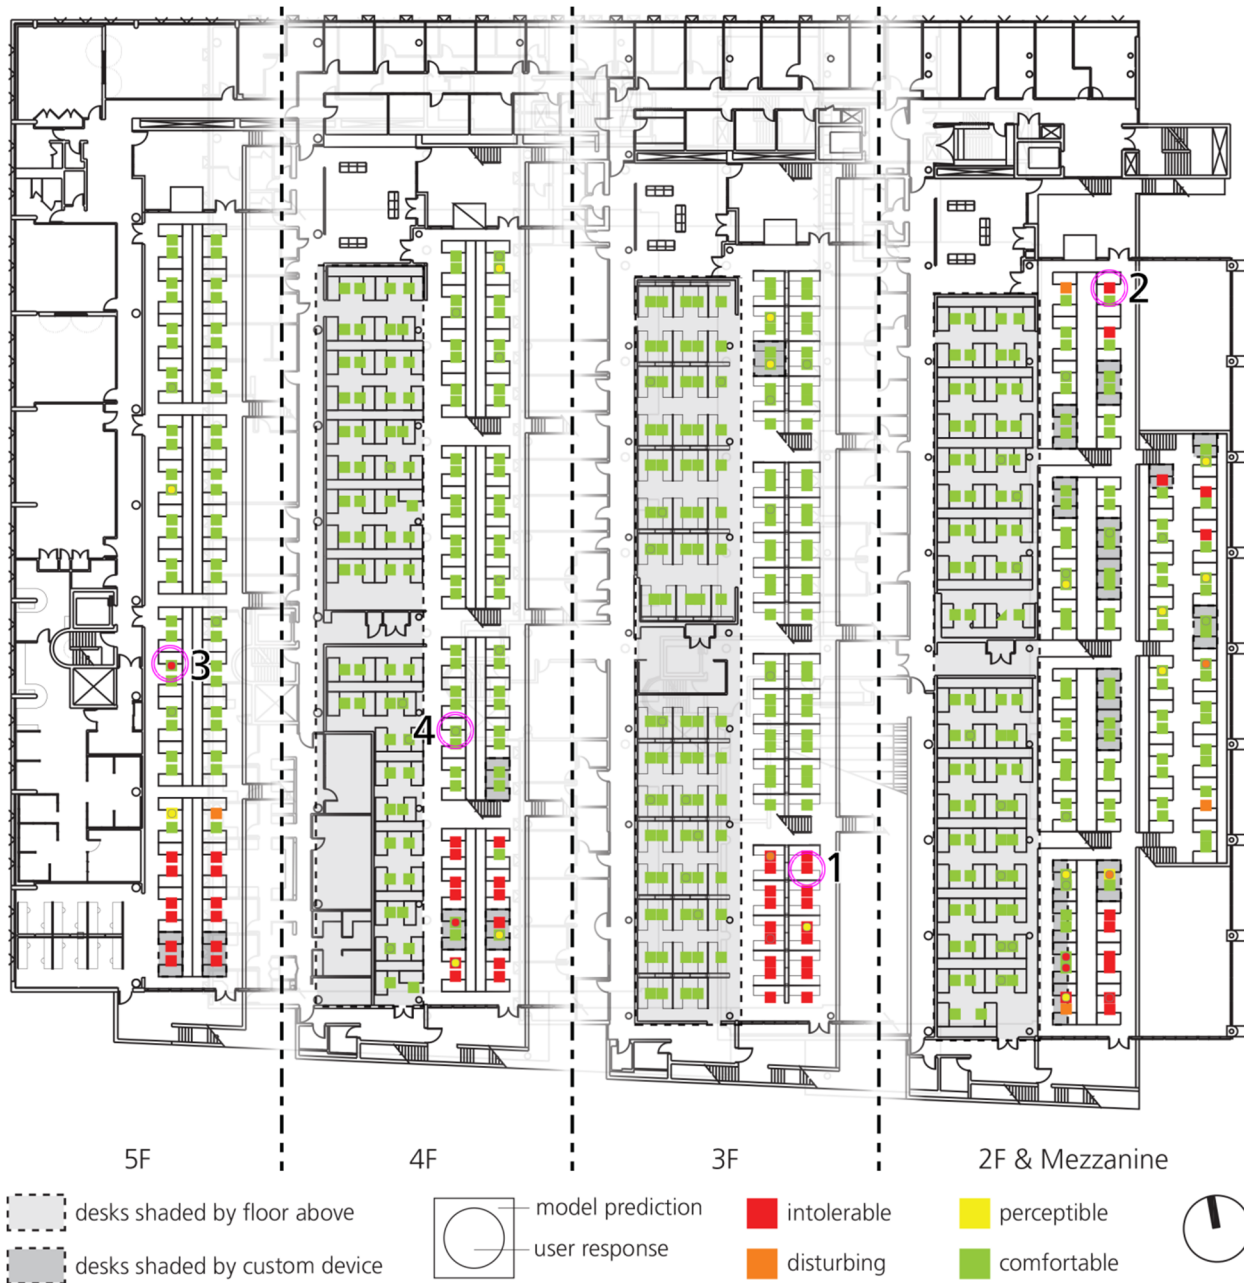 2
3
4
1
5F
4F
3F
2F & Mezzanine
desks shaded by floor above
model prediction
intolerable
perceptible
user response
desks shaded by custom device
disturbing
comfortable